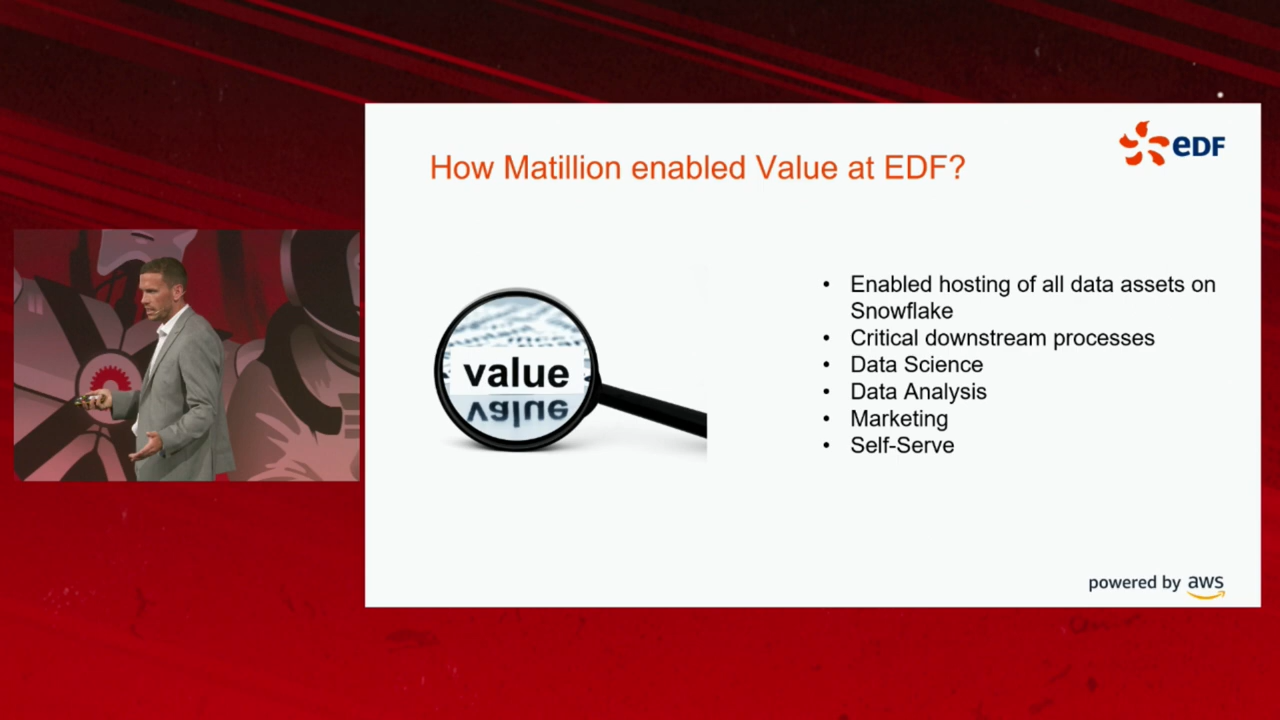 eDF
How Matillion enabled Value at EDF?
value
value
• Enabled hosting of all data assets on
Snowflake
• Critical downstream processes
• Data Science
• Data Analysis
• Marketing
• Self-Serve
powered by aws